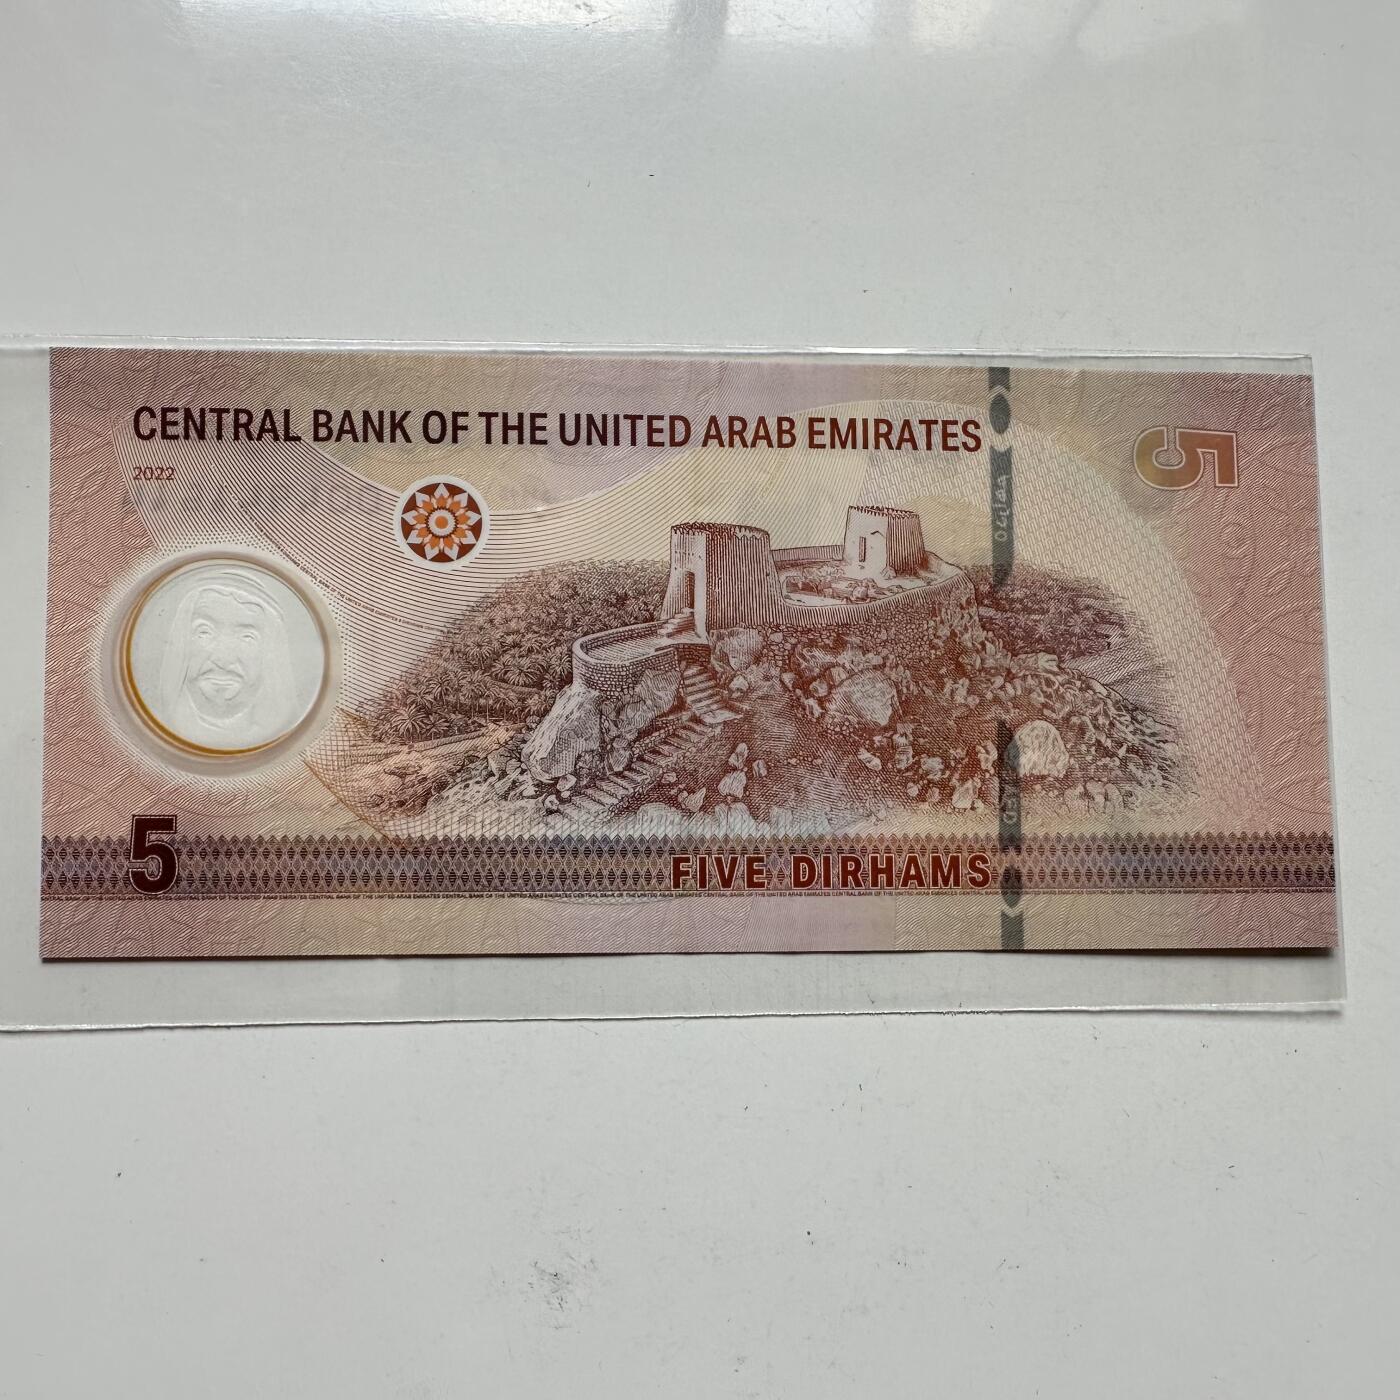 CENTRAL BANK OF THE UNITED ARAB EMIRATES
2022
5
5
FIVE DIRHAMS